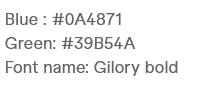 Blue : #0A4871
Green: #39B54A
Font name: Gilory bold